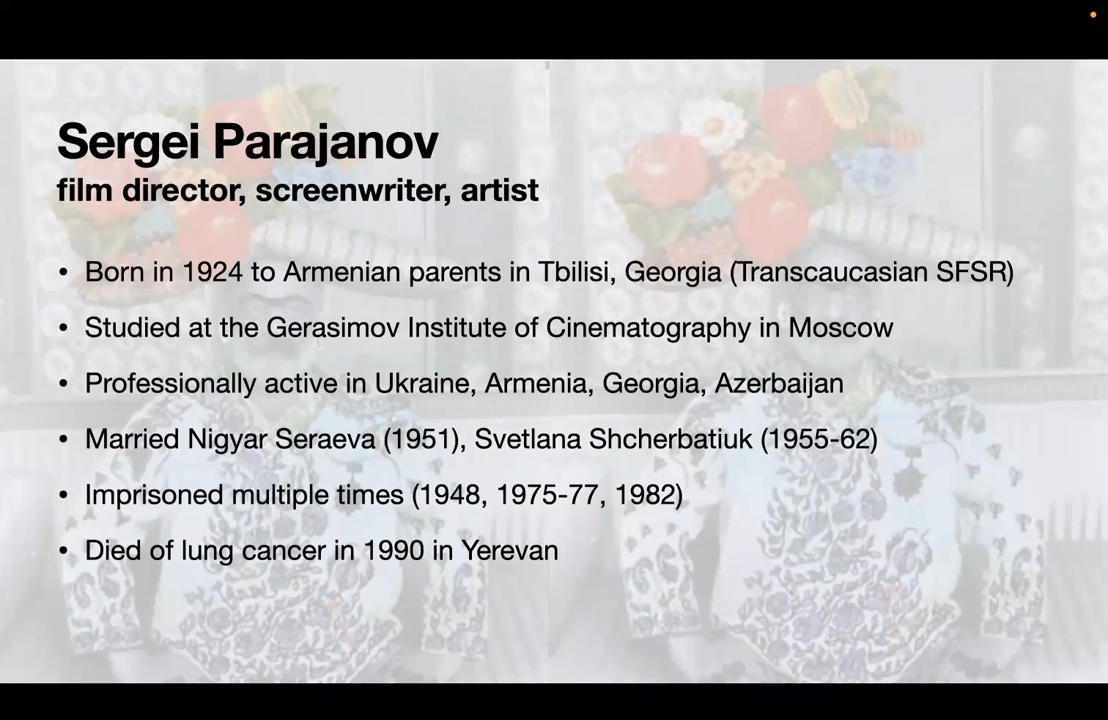 Sergei Parajanov
film director, screenwriter, artist
• Born in 1924 to Armenian parents in Tbilisi, Georgia (Transcaucasian SFSR)
• Studied at the Gerasimov Institute of Cinematography in Moscow
• Professionally active in Ukraine, Armenia, Georgia, Azerbaijan
• Married Nigyar Seraeva (1951), Svetlana Shcherbatiuk (1955-62)
• Imprisoned multiple times (1948, 1975-77, 1982)
• Died of lung cancer in 1990 in Yerevan